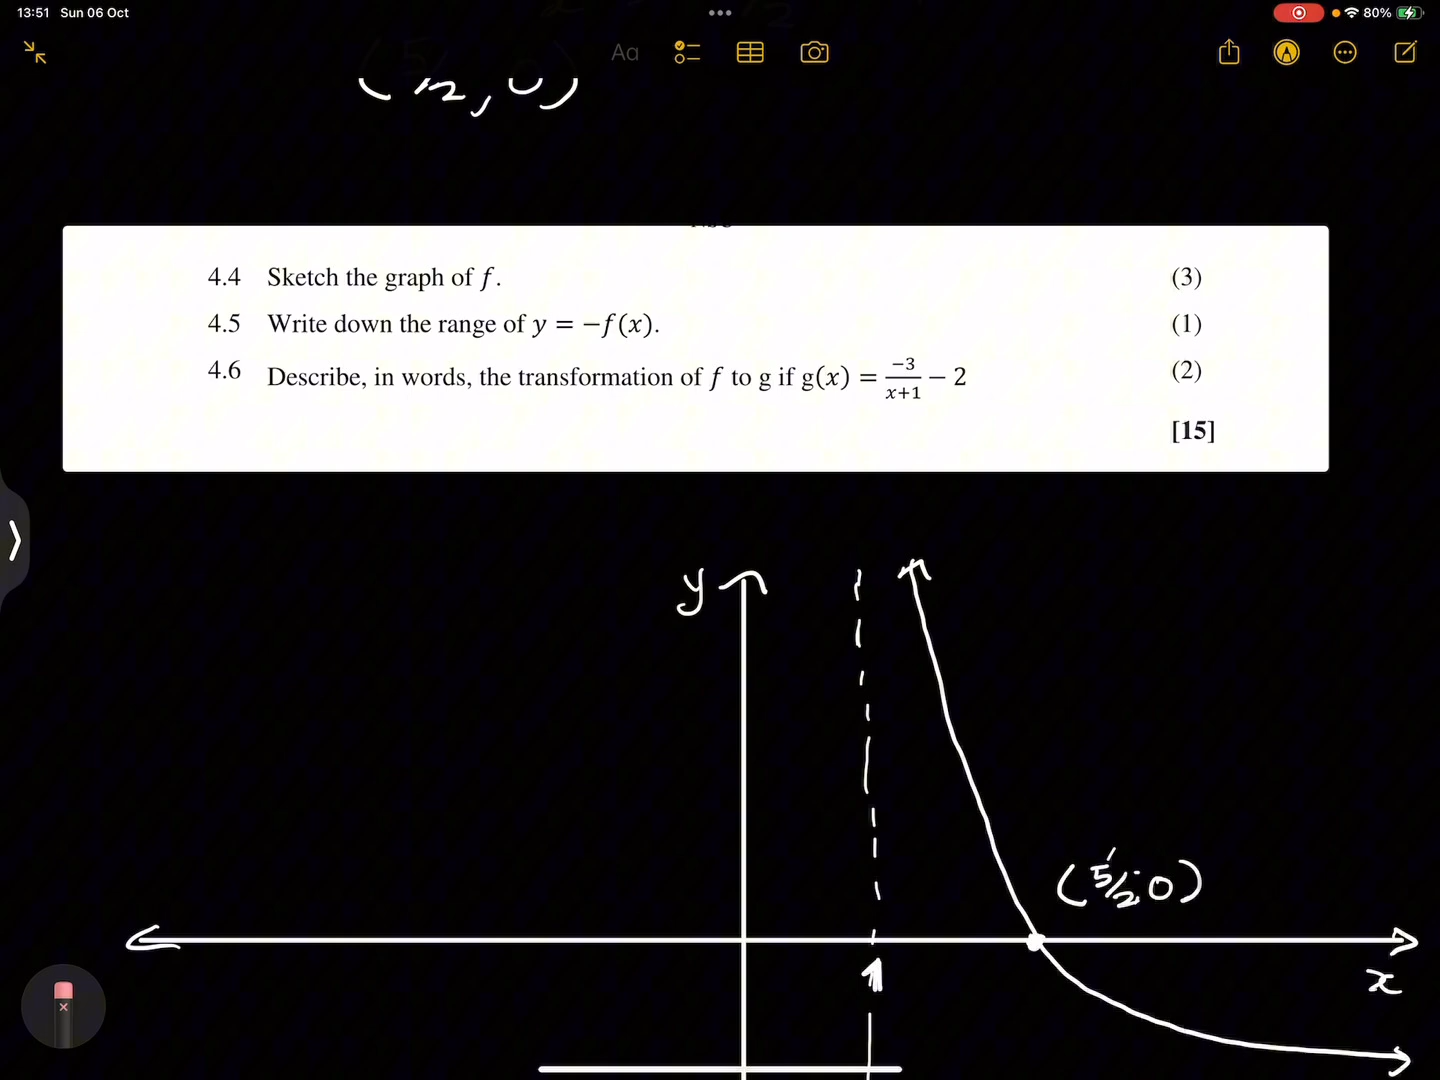 13:51 Sun 06 Oct
80%
Aa
4.4 Sketch the graph of f. (3)
4.5 Write down the range of y = −f(x). (1)
4.6 Describe, in words, the transformation of f to g if g(x) = −3/(x+1) − 2 (2)
[15]
y
(5/2; 0)
x